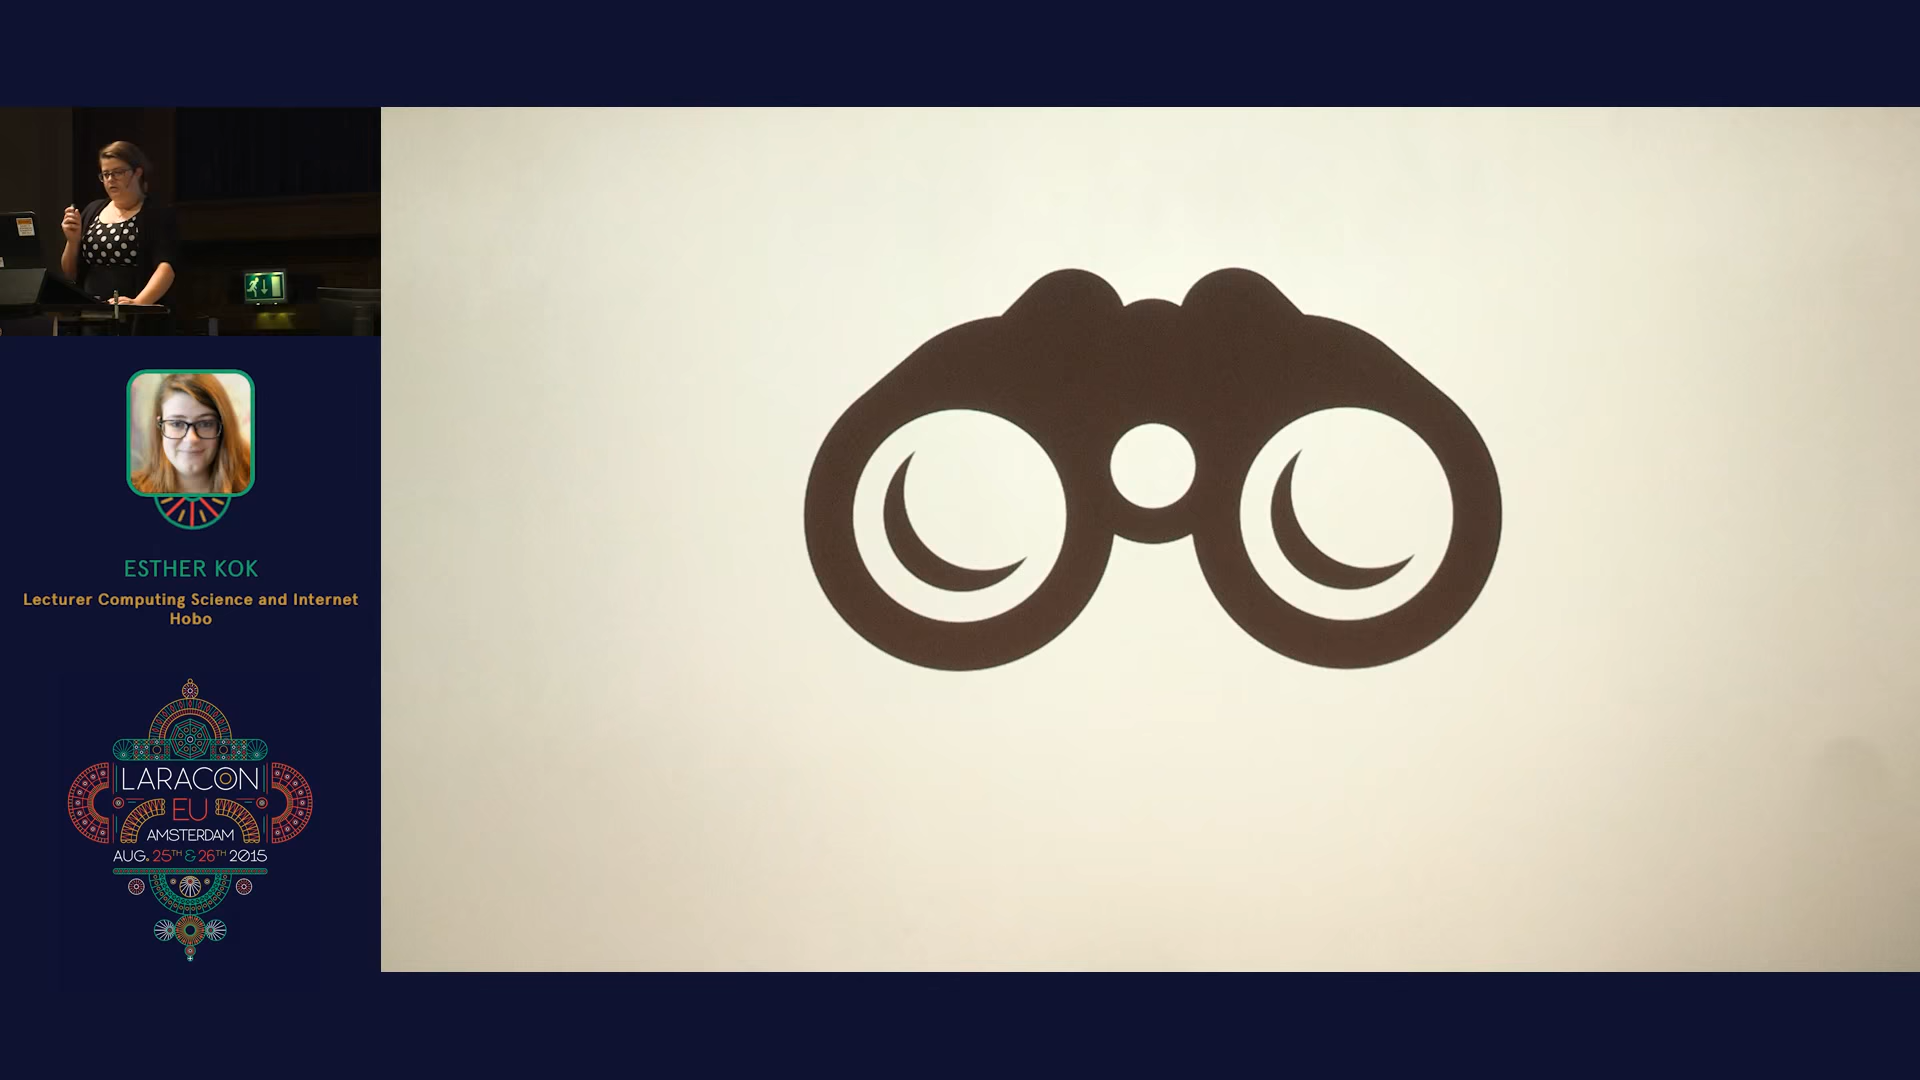 ESTHER KOK
Lecturer Computing Science and Internet
Hobo
LARACON
EU
AMSTERDAM
AUG. 25TH & 26TH 2015